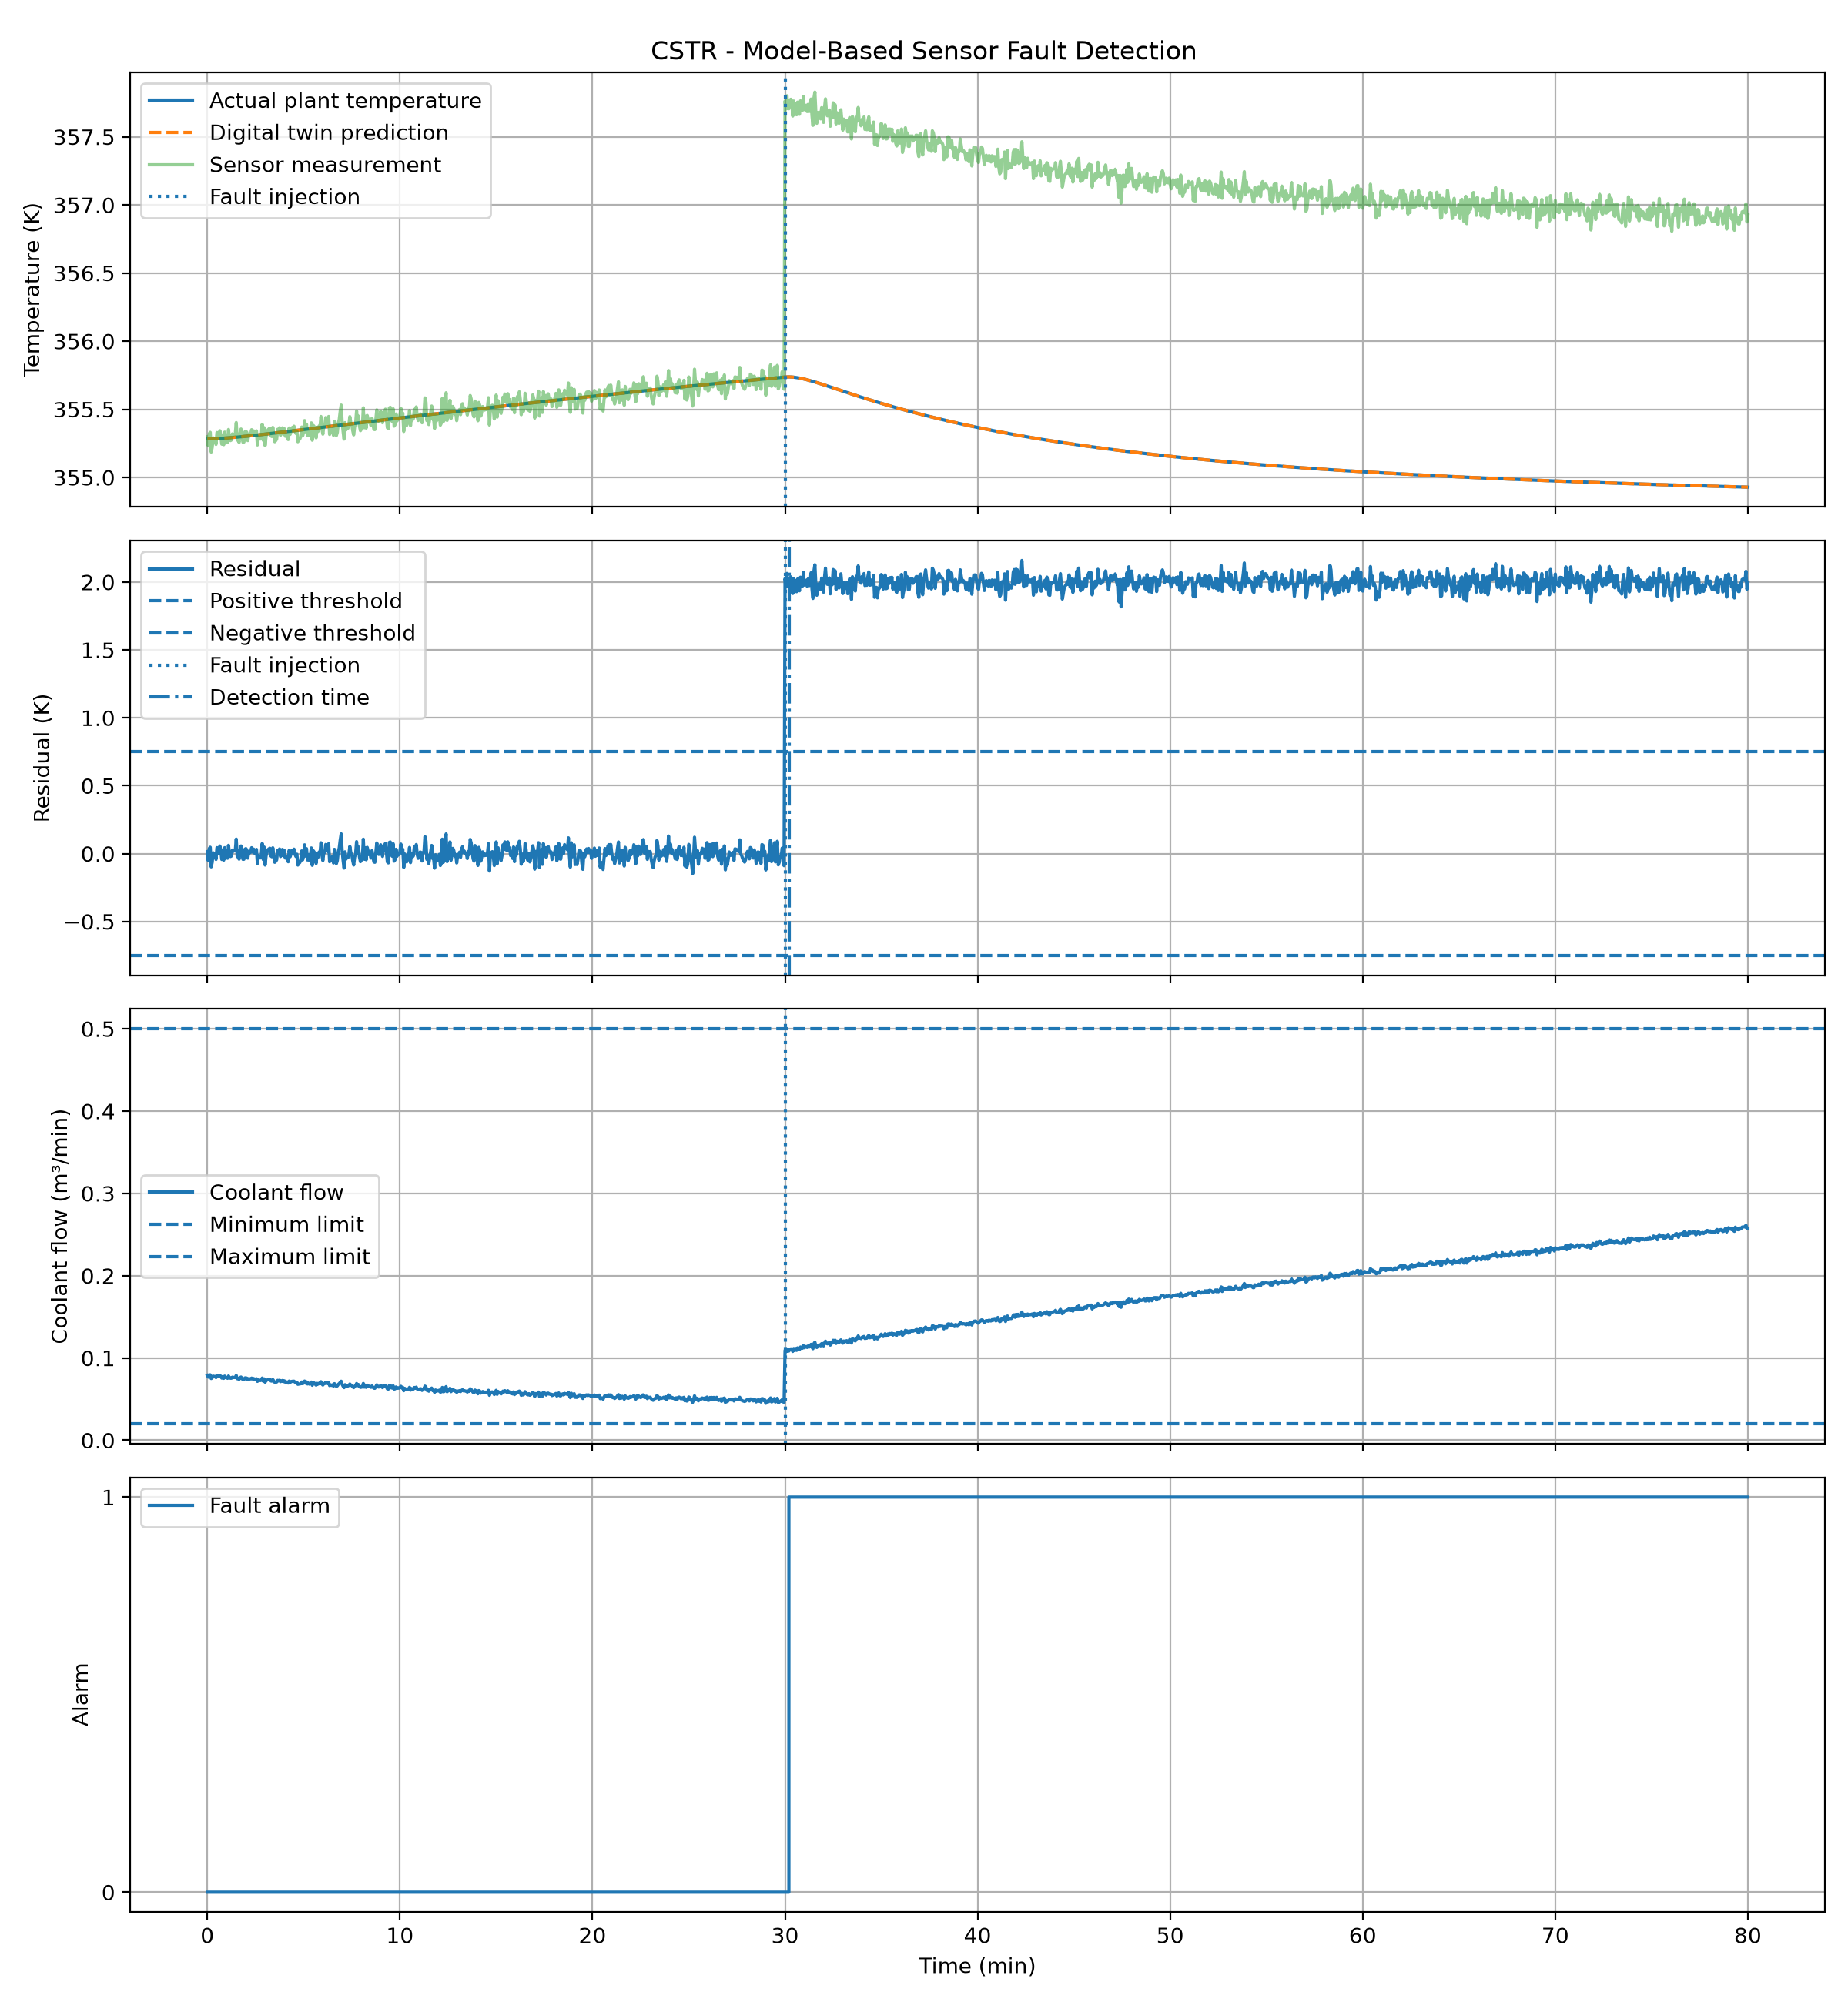 CSTR - Model-Based Sensor Fault Detection
Actual plant temperature
Digital twin prediction
Sensor measurement
Fault injection
Temperature (K)
357.5
357.0
356.5
356.0
355.5
355.0
Residual
Positive threshold
Negative threshold
Fault injection
Detection time
Residual (K)
2.0
1.5
1.0
0.5
0.0
−0.5
Coolant flow
Minimum limit
Maximum limit
Coolant flow (m³/min)
0.5
0.4
0.3
0.2
0.1
0.0
Fault alarm
Alarm
1
0
0 10 20 30 40 50 60 70 80
Time (min)